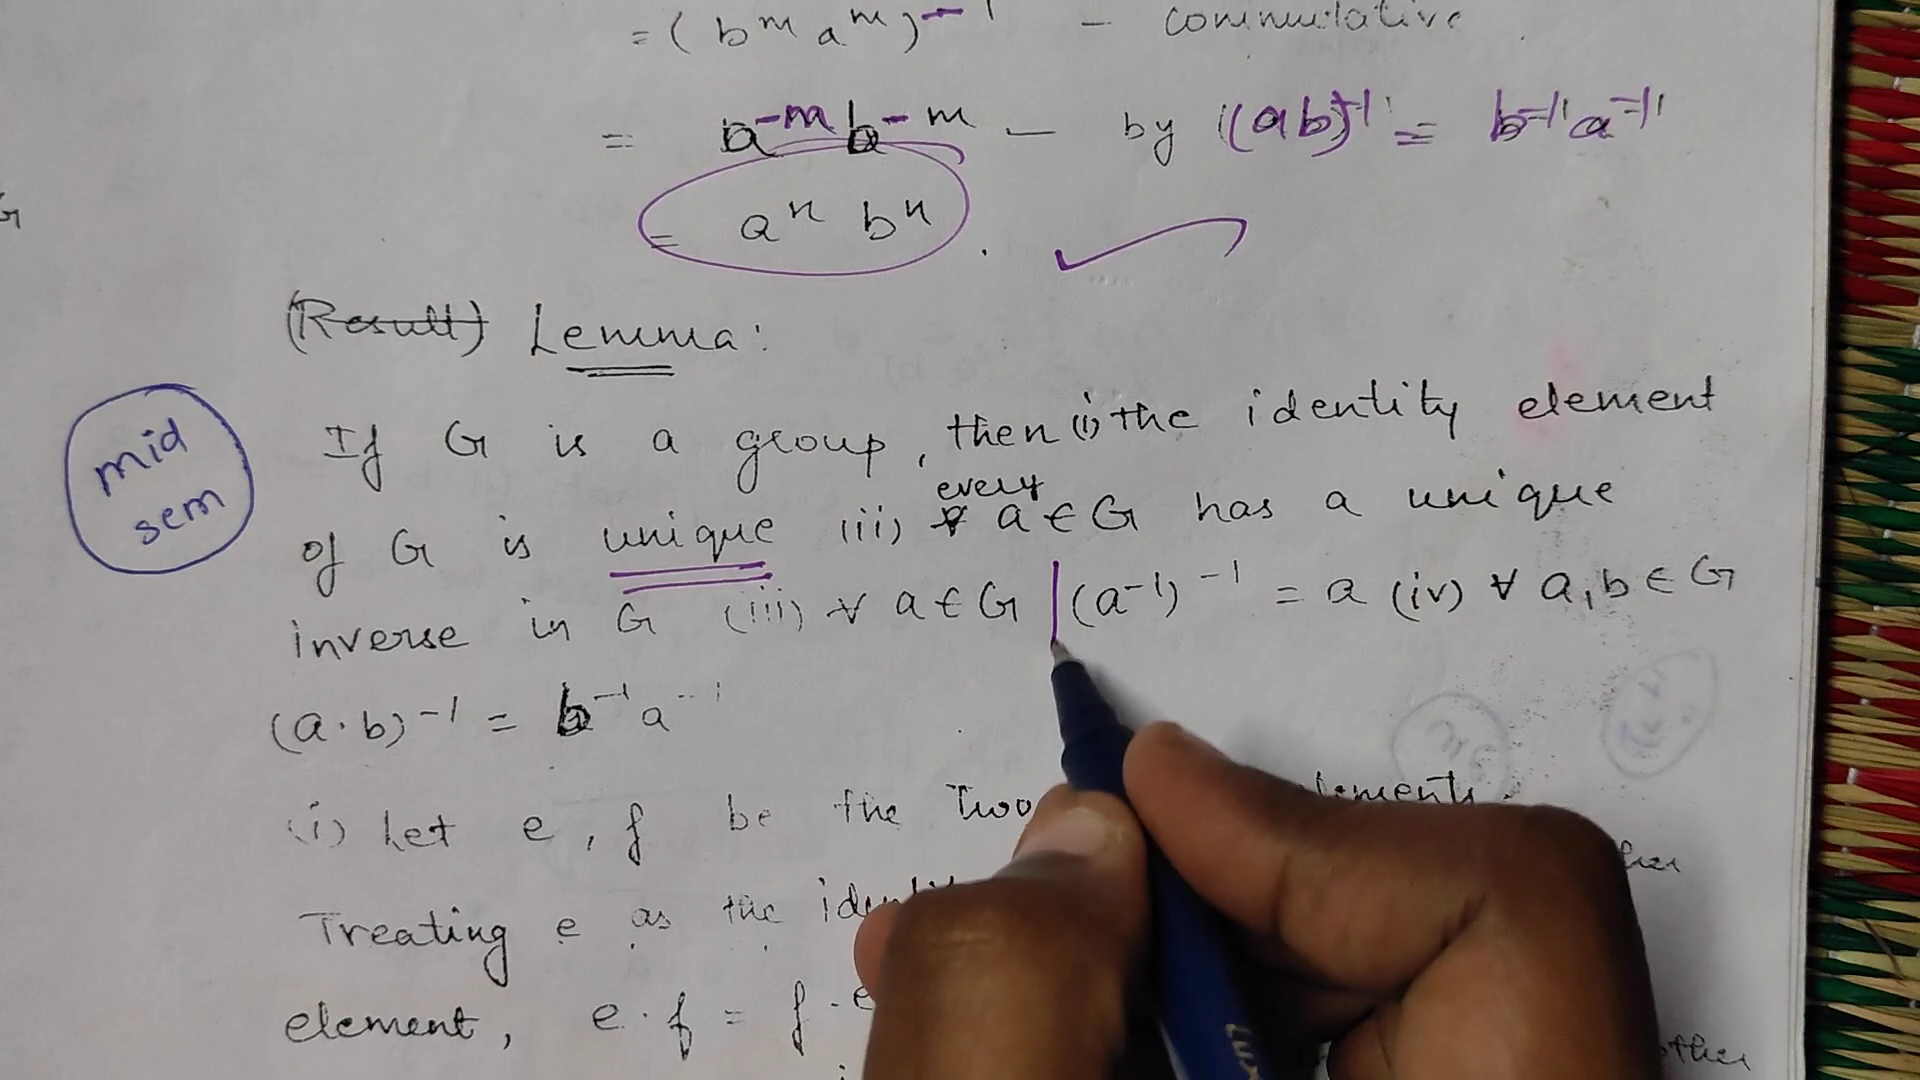 = (b^m a^m)^-1 - commutative
= a^-m b^-m — by (ab)^-1 = b^-1 a^-1
= a^n b^n .
(Result) Lemma:
mid
sem
If G is a group, then (i) the identity element
of G is unique (ii) every a ∈ G has a unique
inverse in G (iii) ∀ a ∈ G | (a^-1)^-1 = a (iv) ∀ a, b ∈ G
(a·b)^-1 = b^-1 a^-1
(i) Let e, f be the two elements.
Treating e as the
element, e·f = f·e